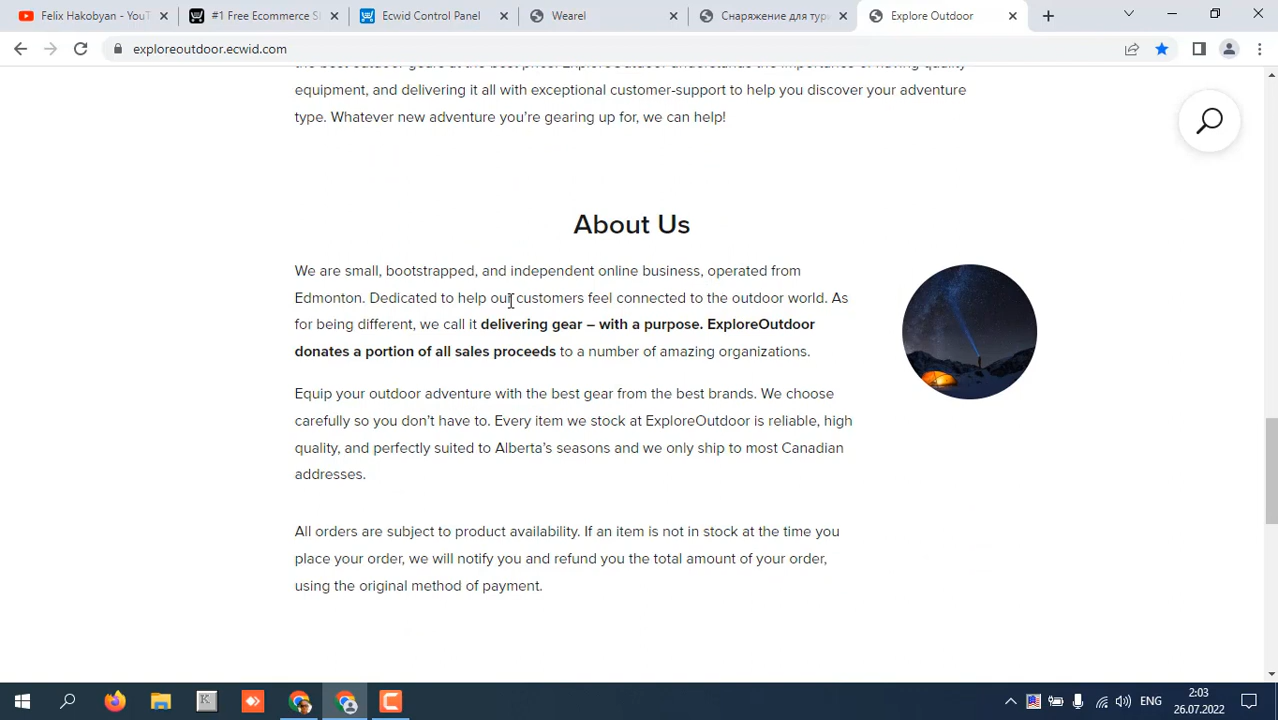 Felix Hakobyan - YouT
#1 Free Ecommerce S
Ecwid Control Panel
Wearel
Снаряжение для тур
Explore Outdoor
exploreoutdoor.ecwid.com
equipment, and delivering it all with exceptional customer-support to help you discover your adventure
type. Whatever new adventure you're gearing up for, we can help!
About Us
We are small, bootstrapped, and independent online business, operated from
Edmonton. Dedicated to help our customers feel connected to the outdoor world. As
for being different, we call it delivering gear – with a purpose. ExploreOutdoor
donates a portion of all sales proceeds to a number of amazing organizations.
Equip your outdoor adventure with the best gear from the best brands. We choose
carefully so you don't have to. Every item we stock at ExploreOutdoor is reliable, high
quality, and perfectly suited to Alberta's seasons and we only ship to most Canadian
addresses.
All orders are subject to product availability. If an item is not in stock at the time you
place your order, we will notify you and refund you the total amount of your order,
using the original method of payment.
ENG
2:03
26.07.2022